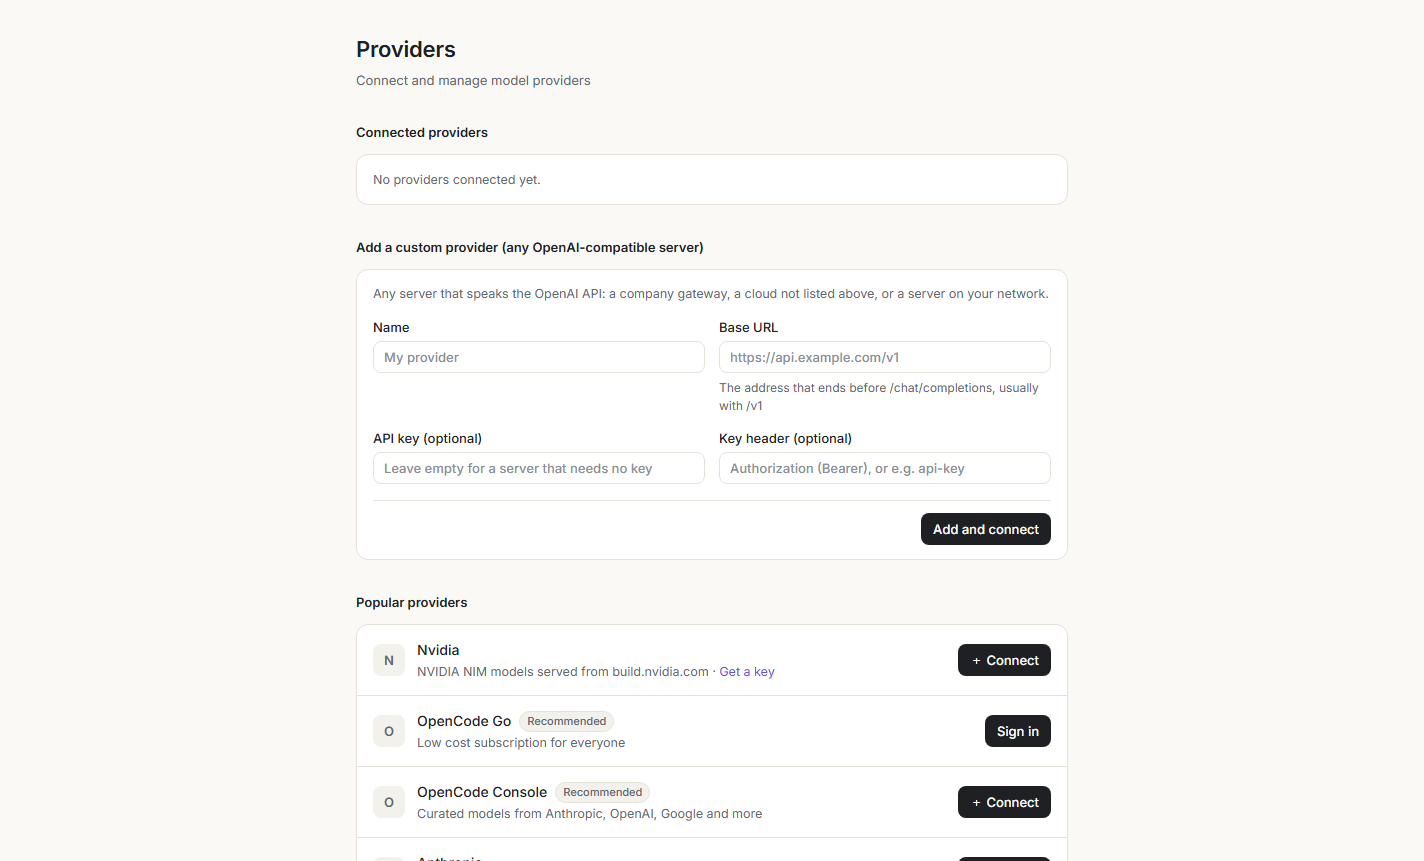 Providers
Connect and manage model providers
Connected providers
No providers connected yet.
Add a custom provider (any OpenAI-compatible server)
Any server that speaks the OpenAI API: a company gateway, a cloud not listed above, or a server on your network.
Name
My provider
Base URL
https://api.example.com/v1
The address that ends before /chat/completions, usually
with /v1
API key (optional)
Leave empty for a server that needs no key
Key header (optional)
Authorization (Bearer), or e.g. api-key
Add and connect
Popular providers
N
Nvidia
NVIDIA NIM models served from build.nvidia.com · Get a key
+ Connect
O
OpenCode Go
Recommended
Low cost subscription for everyone
Sign in
O
OpenCode Console
Recommended
Curated models from Anthropic, OpenAI, Google and more
+ Connect